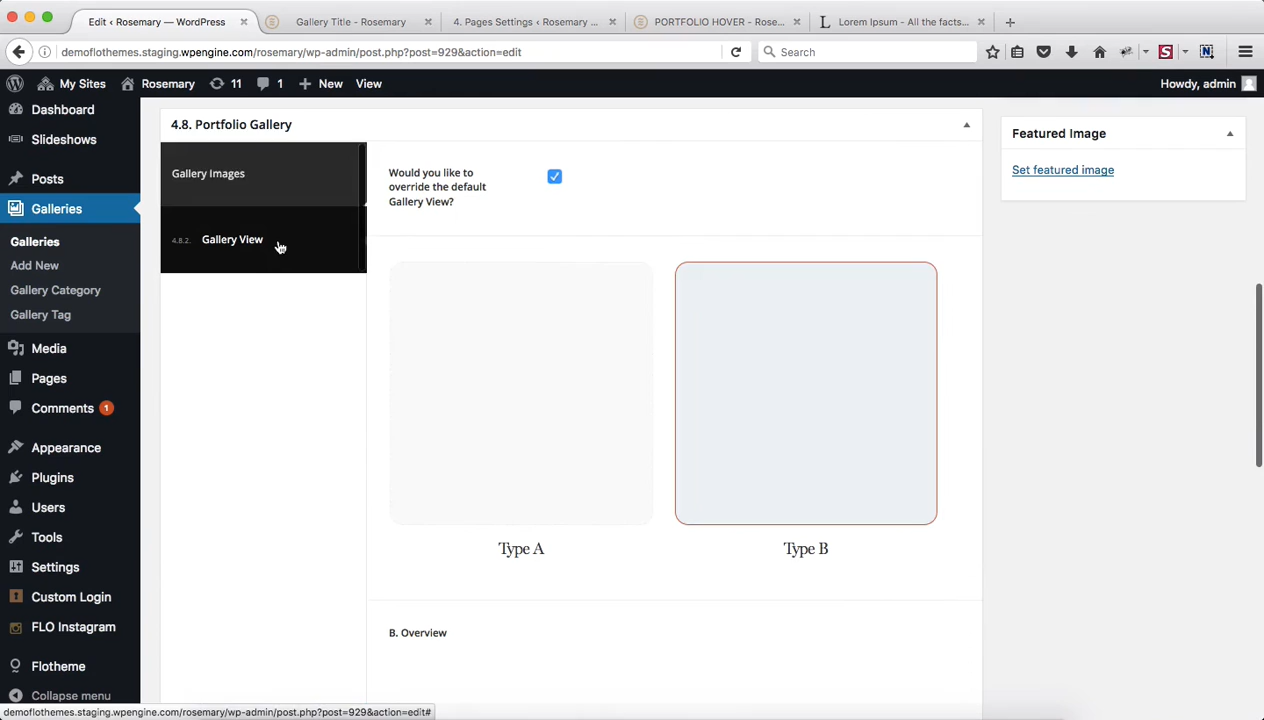 Edit ‹ Rosemary — WordPress
Gallery Title - Rosemary
4. Pages Settings ‹ Rosemary ...
PORTFOLIO HOVER - Rose...
Lorem Ipsum - All the facts...
demoflothemes.staging.wpengine.com/rosemary/wp-admin/post.php?post=929&action=edit
Search
My Sites
Rosemary
11
1
New
View
Howdy, admin
Dashboard
Slideshows
Posts
Galleries
Galleries
Add New
Gallery Category
Gallery Tag
Media
Pages
Comments 1
Appearance
Plugins
Users
Tools
Settings
Custom Login
FLO Instagram
Flotheme
Collapse menu
4.8. Portfolio Gallery
Gallery Images
4.8.2. Gallery View
Would you like to
override the default
Gallery View?
Type A
Type B
B. Overview
Featured Image
Set featured image
demoflothemes.staging.wpengine.com/rosemary/wp-admin/post.php?post=929&action=edit#